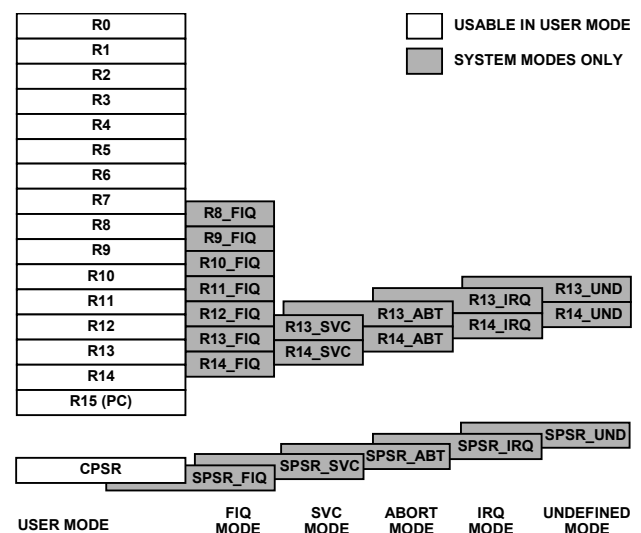 R0
R1
R2
R3
R4
R5
R6
R7
R8
R9
R10
R11
R12
R13
R14
R15 (PC)
R8_FIQ
R9_FIQ
R10_FIQ
R11_FIQ
R12_FIQ
R13_FIQ
R14_FIQ
R13_SVC
R14_SVC
R13_ABT
R14_ABT
R13_IRQ
R14_IRQ
R13_UND
R14_UND
USABLE IN USER MODE
SYSTEM MODES ONLY
CPSR
SPSR_FIQ
SPSR_SVC
SPSR_ABT
SPSR_IRQ
SPSR_UND
USER MODE
FIQ
MODE
SVC
MODE
ABORT
MODE
IRQ
MODE
UNDEFINED
MODE